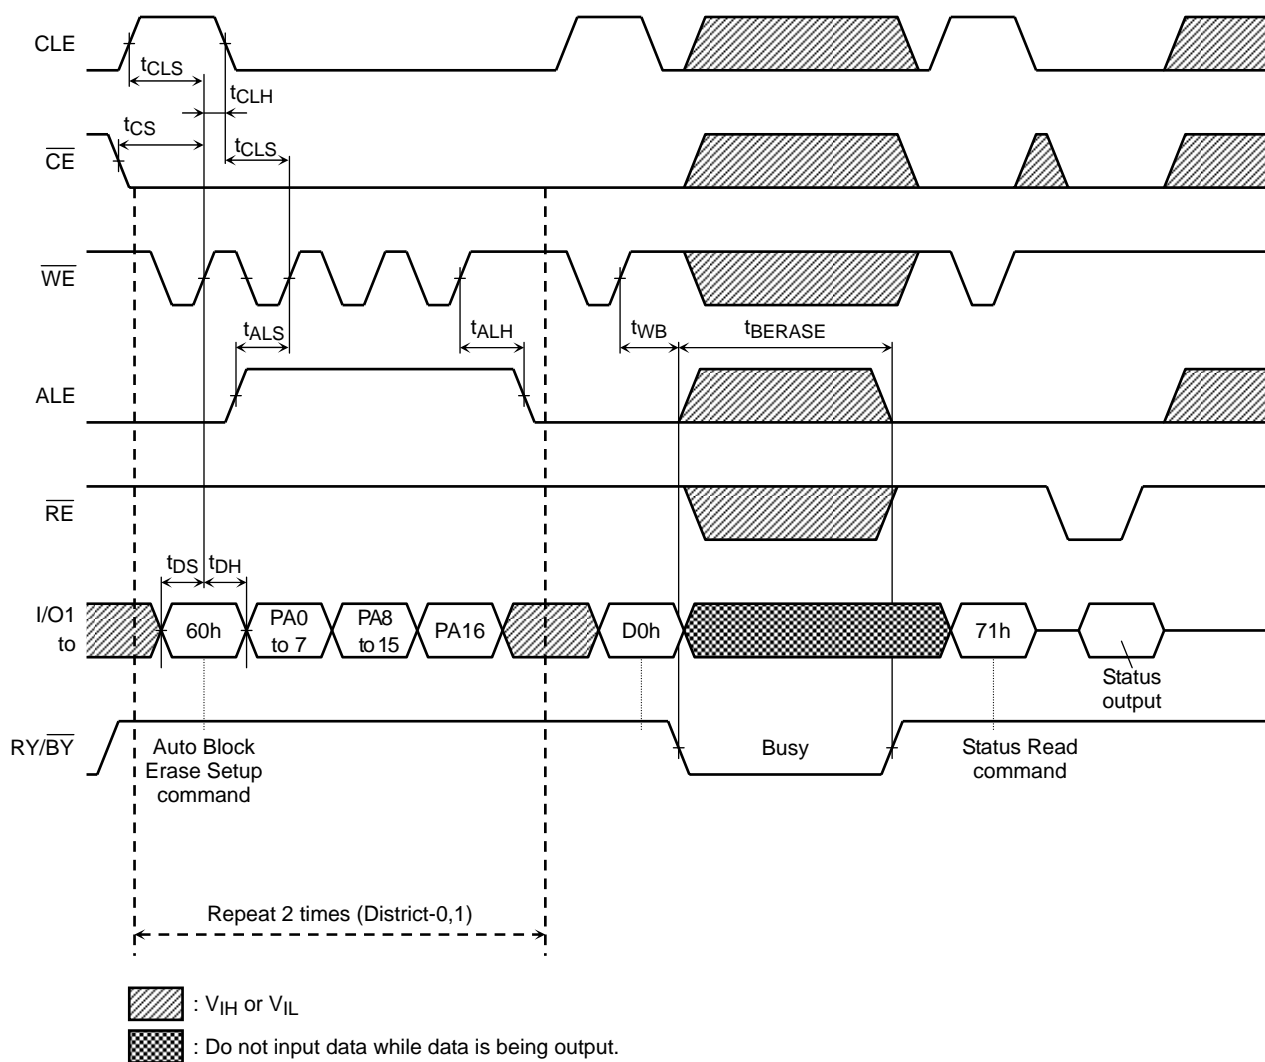 CLE
tCLS
tCLH
tCS
CE
tCLS
WE
tALS
tALH
tWB
tBERASE
ALE
RE
tDS
tDH
I/O1
to
60h
PA0
to 7
PA8
to 15
PA16
D0h
71h
Status
output
RY/BY
Auto Block
Erase Setup
command
Busy
Status Read
command
Repeat 2 times (District-0,1)
: VIH or VIL
: Do not input data while data is being output.